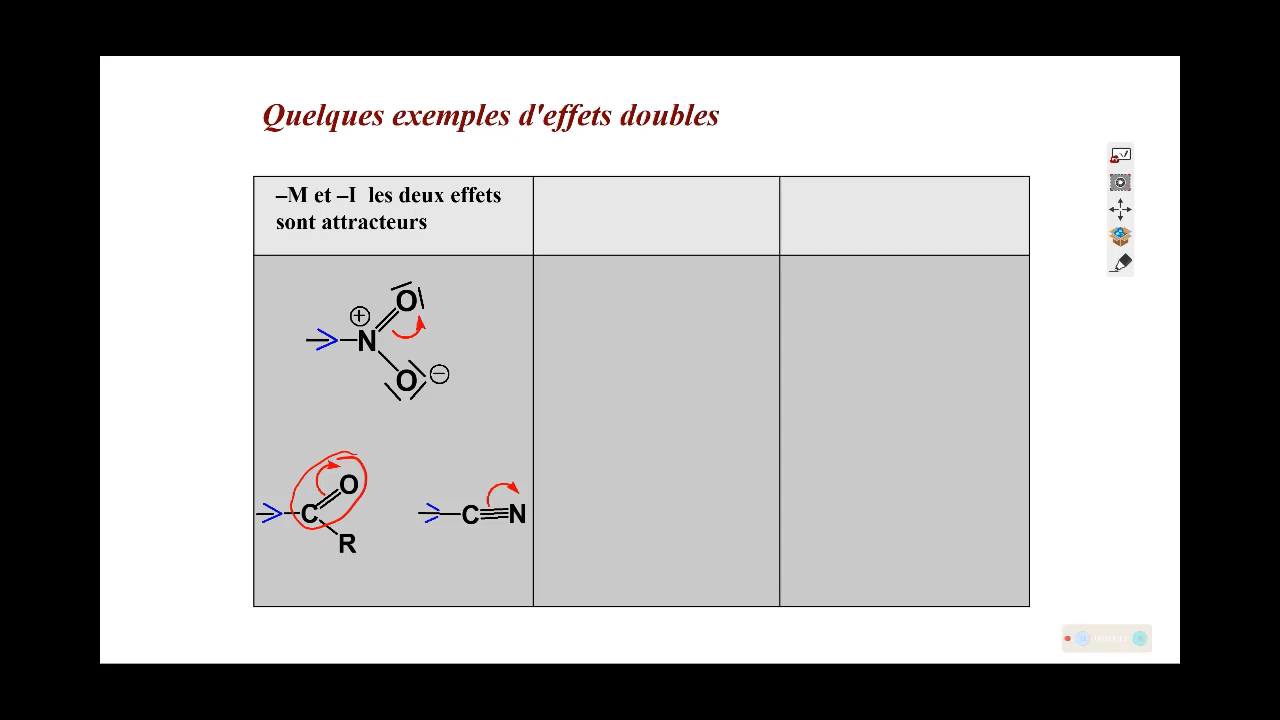 Quelques exemples d'effets doubles
–M et –I les deux effets
sont attracteurs
O
⊕
N
O ⊖
O
C
R
C≡N